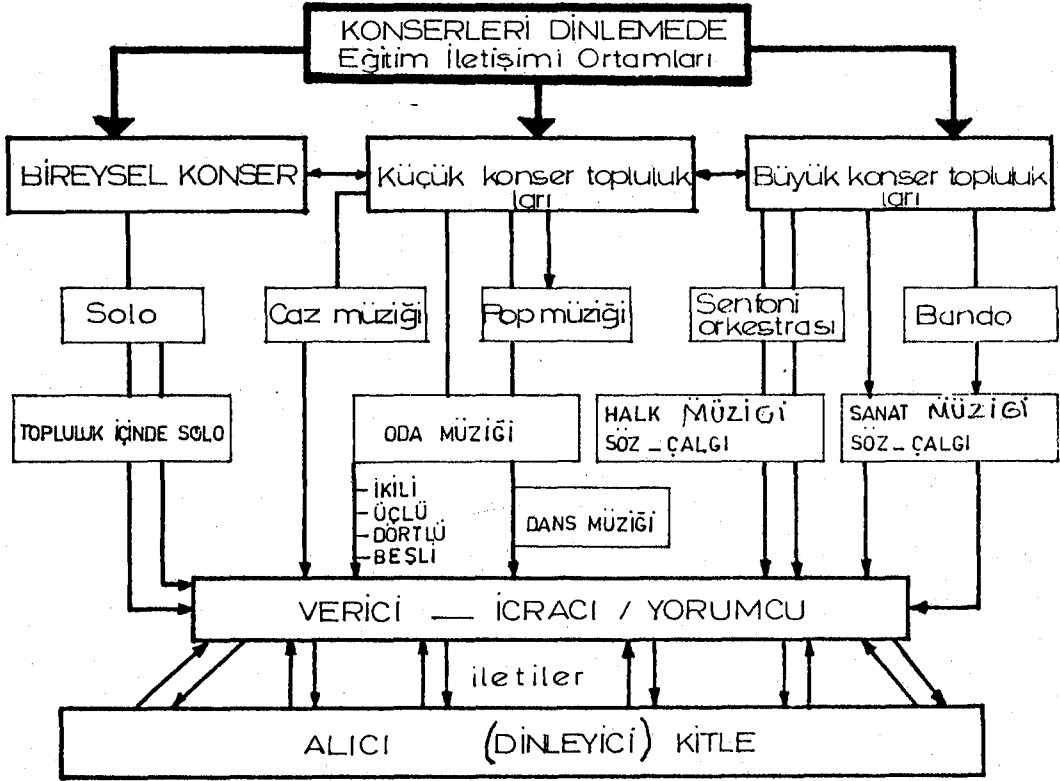 KONSERLERİ DİNLEMEDE
Eğitim İletişimi Ortamları
BİREYSEL KONSER
Küçük konser topluluk
ları
Büyük konser topluluk
ları
Solo
Caz müziği
Pop müziği
Senfoni
orkestrası
Bando
TOPLULUK İÇİNDE SOLO
ODA MÜZİĞİ
HALK MÜZİGİ
SÖZ _ ÇALGI
SANAT MÜZİGİ
SÖZ _ ÇALGI
- İKİLİ
- ÜÇLÜ
- DÖRTLÜ
- BEŞLİ
DANS MÜZİĞİ
VERİCİ __ İCRACI / YORUMCU
iletiler
ALICI (DİNLEYİCİ) KİTLE